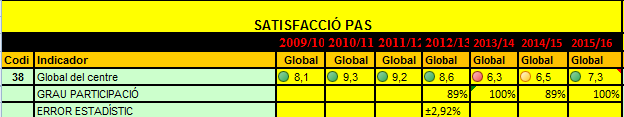 SATISFACCIÓ PAS
2009/10 2010/11 2011/12 2012/13 2013/14 2014/15 2015/16
Codi Indicador Global Global Global Global Global Global Global
38 Global del centre 8,1 9,3 9,2 8,6 6,3 6,5 7,3
GRAU PARTICIPACIÓ 89% 100% 89% 100%
ERROR ESTADÍSTIC ±2,92%